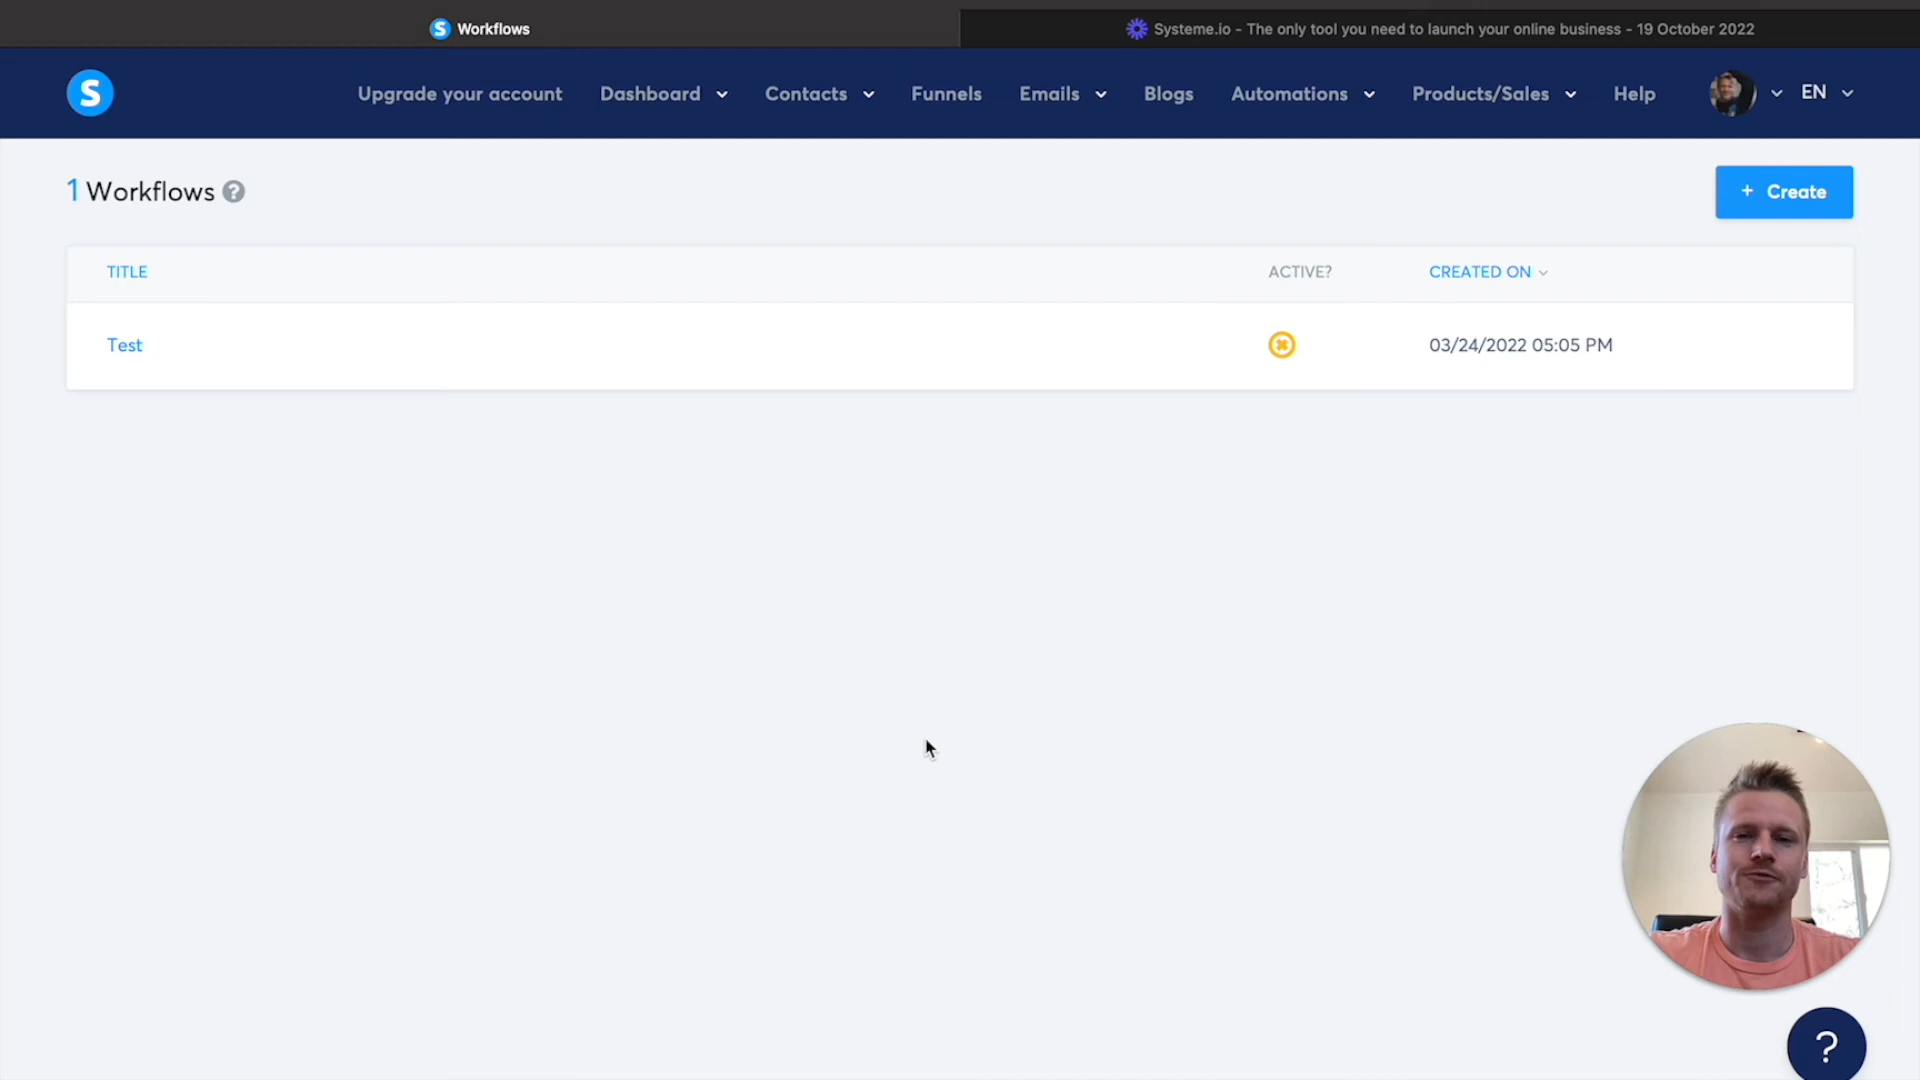 Workflows
Systeme.io - The only tool you need to launch your online business - 19 October 2022
S
Upgrade your account Dashboard Contacts Funnels Emails Blogs Automations Products/Sales Help EN
1 Workflows ?
+ Create
TITLE ACTIVE? CREATED ON
Test 03/24/2022 05:05 PM
?